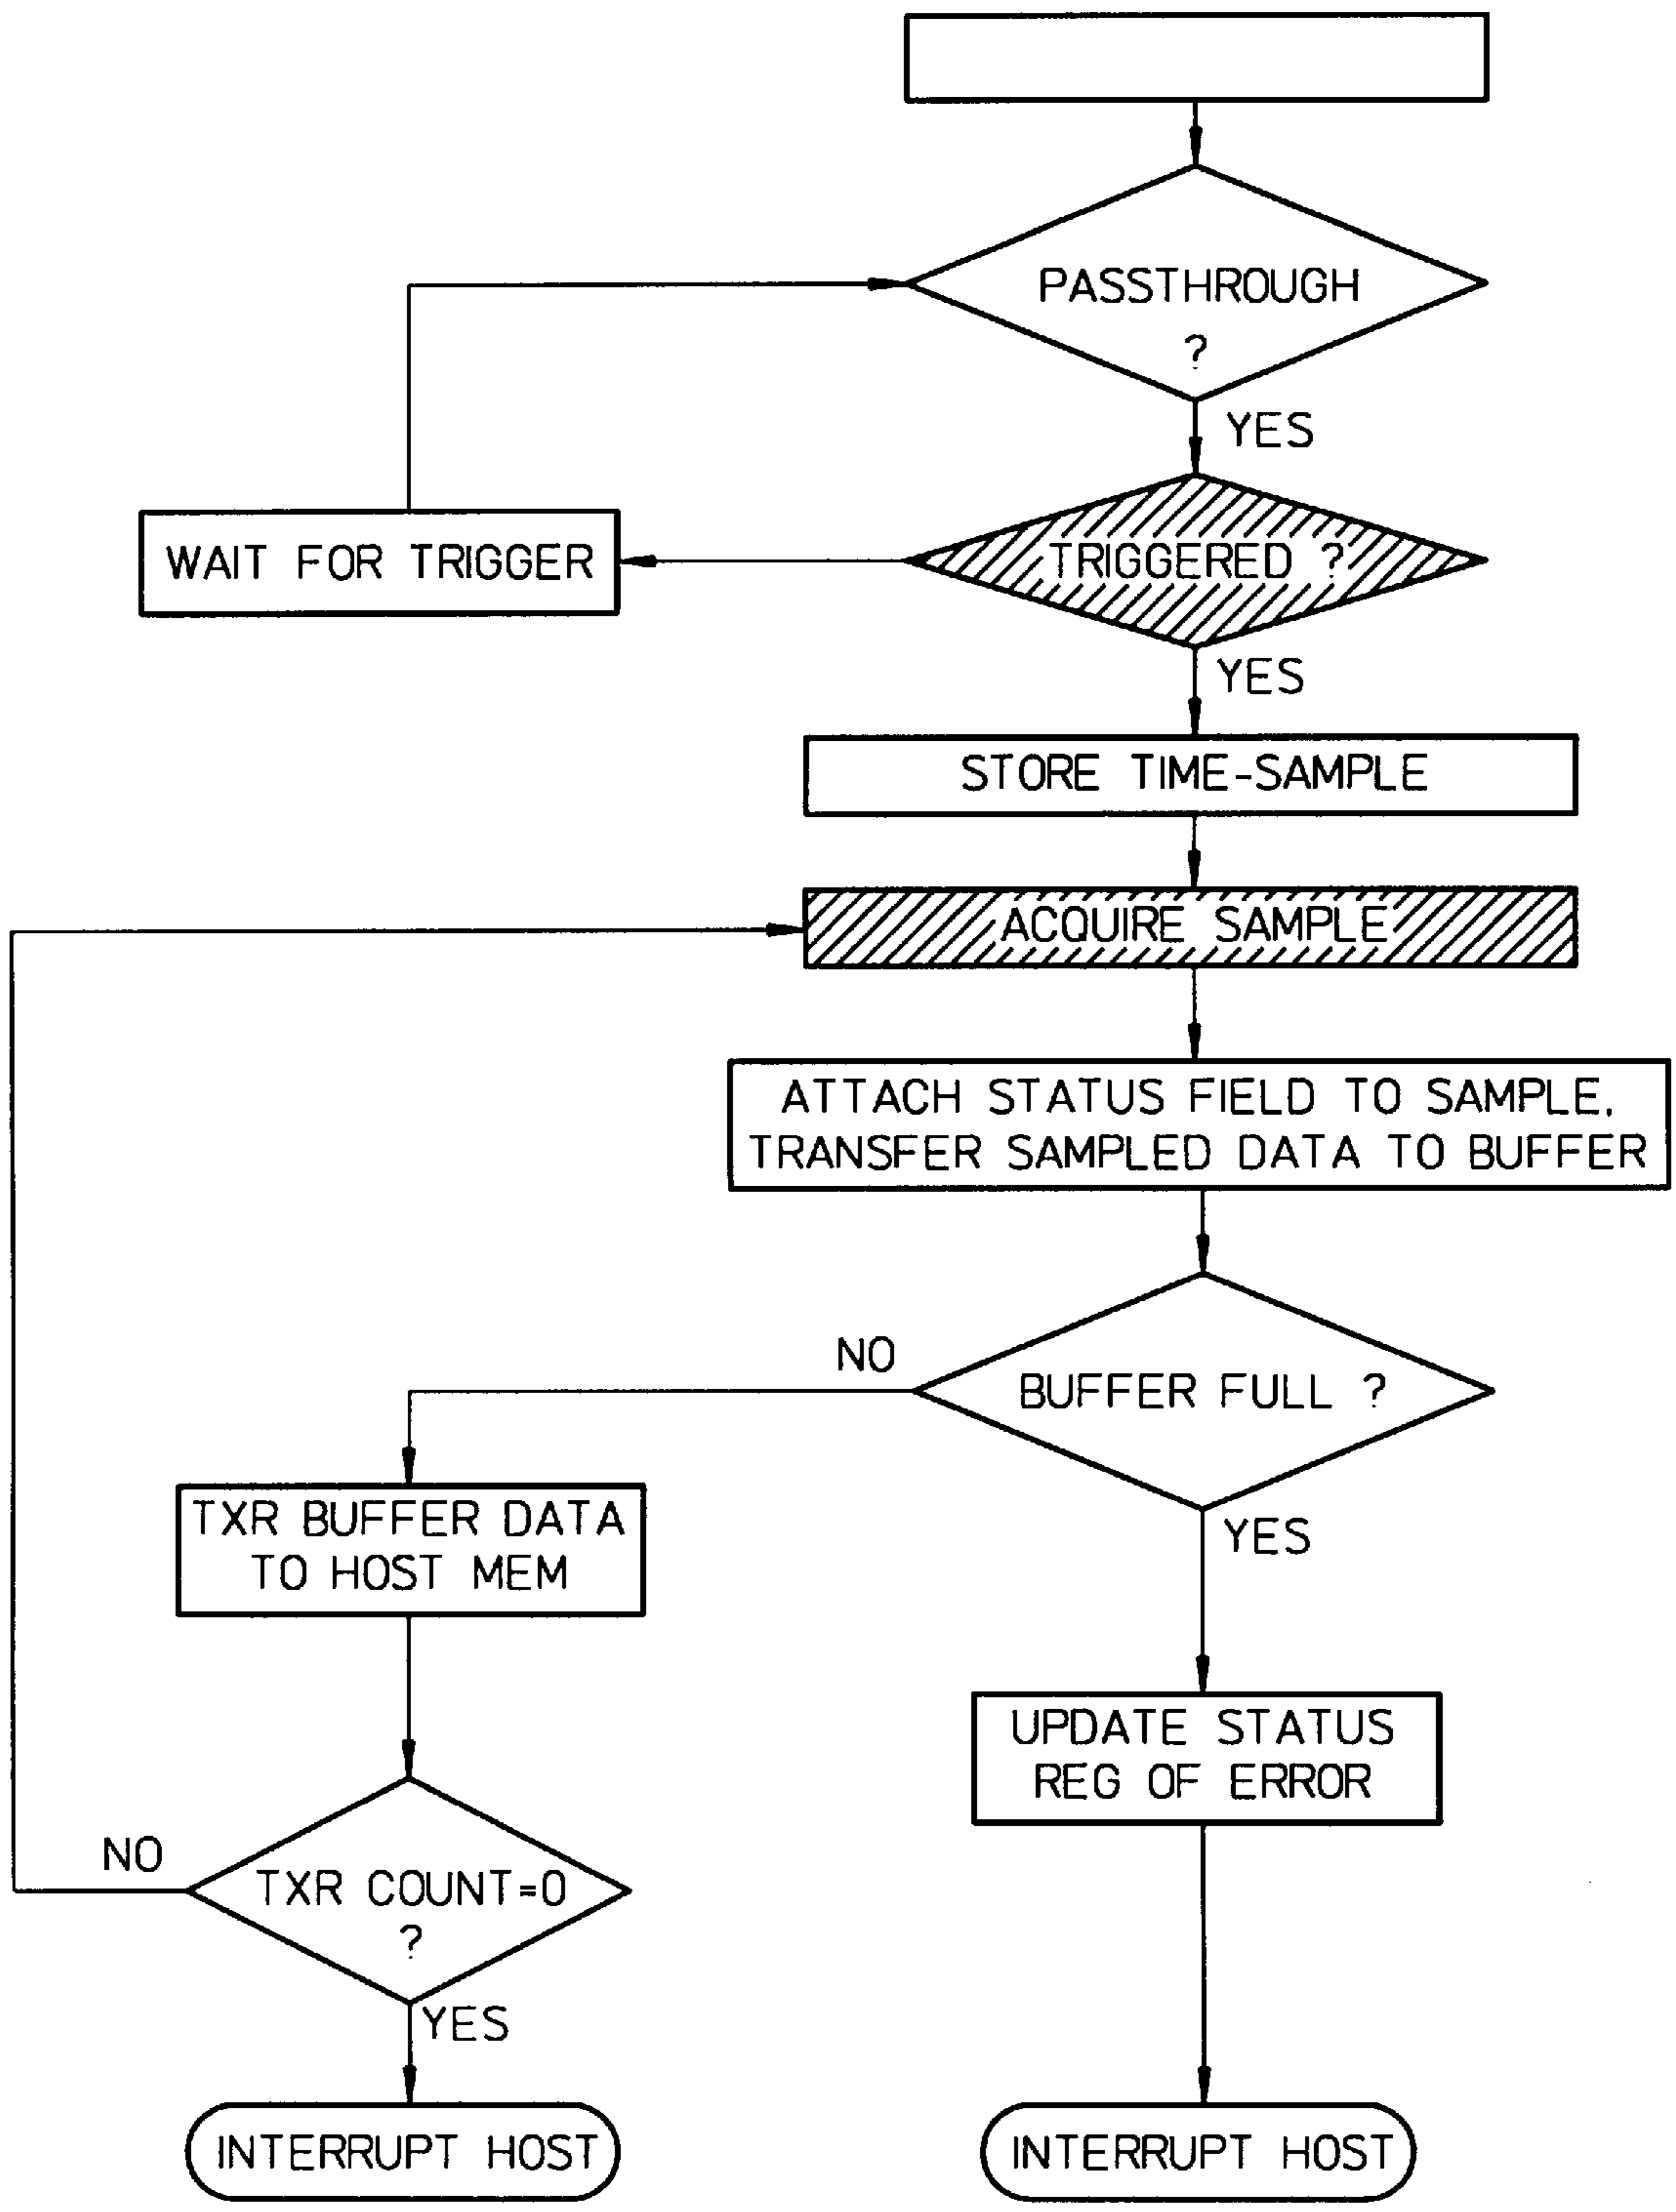 PASSTHROUGH
?
YES
WAIT FOR TRIGGER
TRIGGERED ?
YES
STORE TIME-SAMPLE
ACQUIRE SAMPLE
ATTACH STATUS FIELD TO SAMPLE,
TRANSFER SAMPLED DATA TO BUFFER
NO
BUFFER FULL ?
YES
TXR BUFFER DATA
TO HOST MEM
UPDATE STATUS
REG OF ERROR
NO
TXR COUNT=0
?
YES
INTERRUPT HOST
INTERRUPT HOST